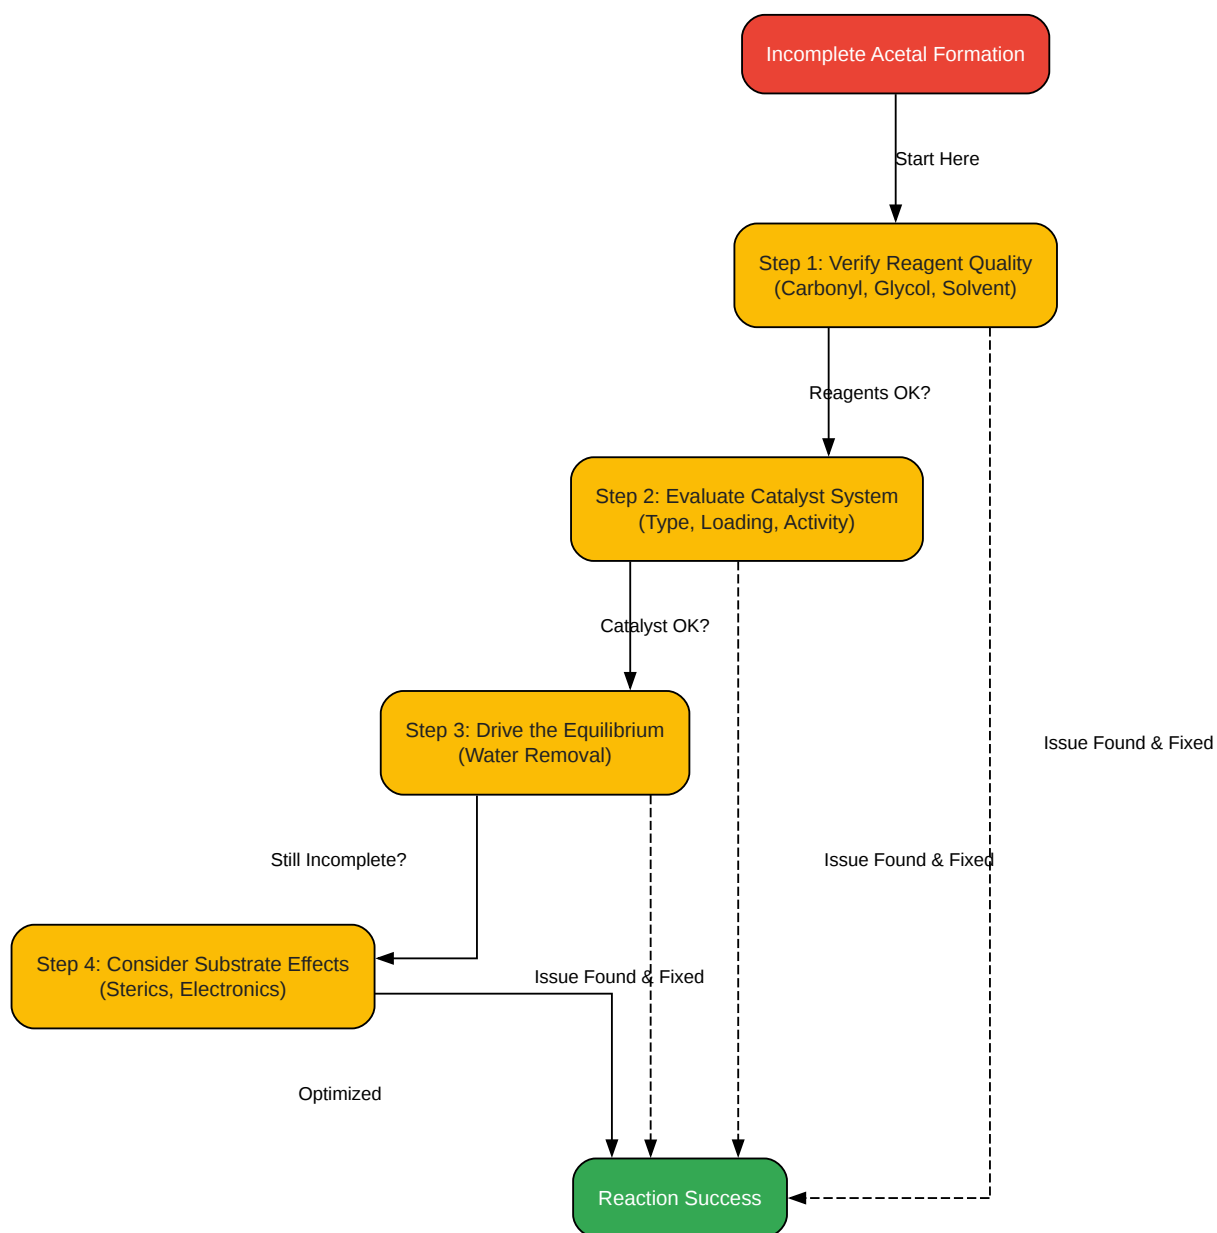 Incomplete Acetal Formation
Start Here
Step 1: Verify Reagent Quality
(Carbonyl, Glycol, Solvent)
Reagents OK?
Step 2: Evaluate Catalyst System
(Type, Loading, Activity)
Catalyst OK?
Step 3: Drive the Equilibrium
(Water Removal)
Issue Found & Fixed
Still Incomplete?
Issue Found & Fixed
Step 4: Consider Substrate Effects
(Sterics, Electronics)
Issue Found & Fixed
Optimized
Reaction Success